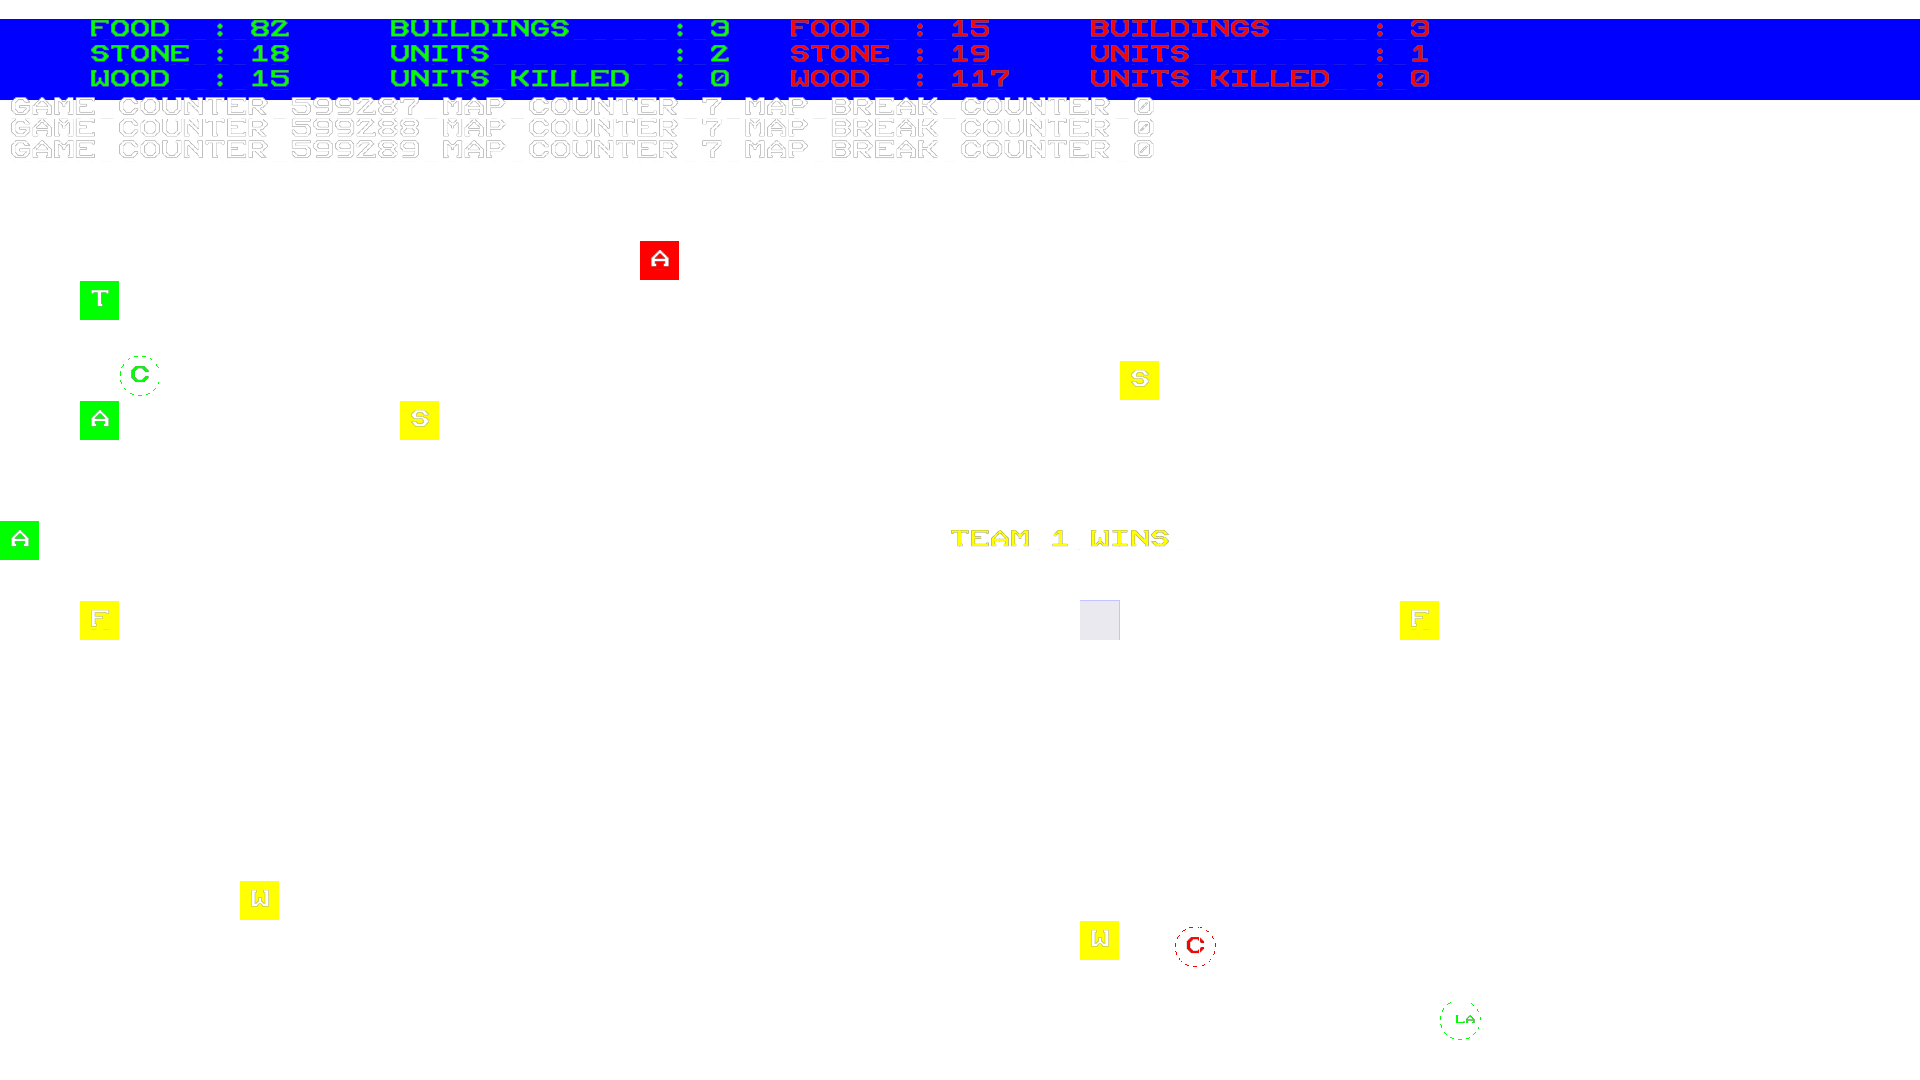 FOOD : 82 BUILDINGS : 3 FOOD : 15 BUILDINGS : 3
STONE : 18 UNITS : 2 STONE : 19 UNITS : 1
WOOD : 15 UNITS KILLED : 0 WOOD : 117 UNITS KILLED : 0
GAME COUNTER 599287 MAP COUNTER 7 MAP BREAK COUNTER 0
GAME COUNTER 599288 MAP COUNTER 7 MAP BREAK COUNTER 0
GAME COUNTER 599289 MAP COUNTER 7 MAP BREAK COUNTER 0
A
T
C
S
A S
A TEAM 1 WINS
F F
W
W C
LA